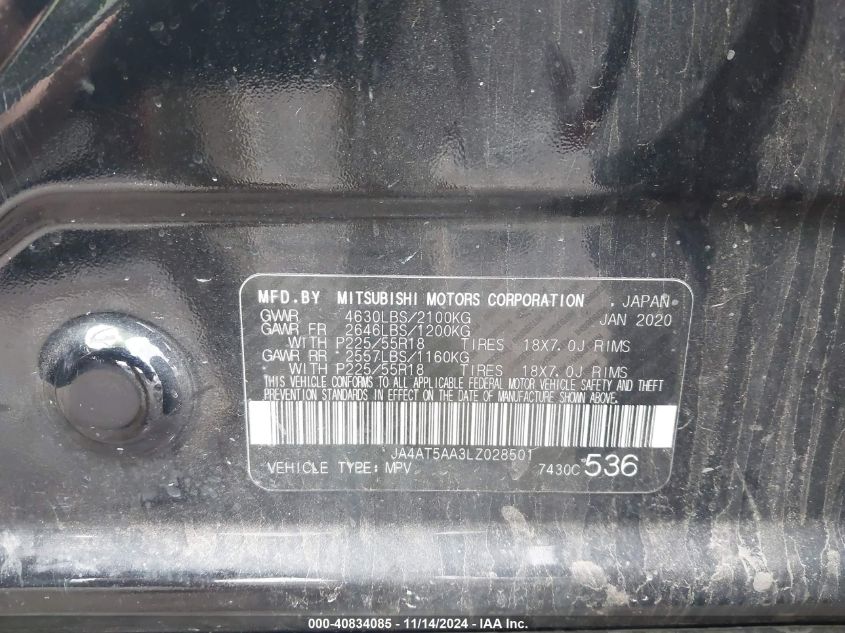 MFD.BY MITSUBISHI MOTORS CORPORATION JAPAN
GVWR 4630LBS/2100KG JAN 2020
GAWR FR 2646LBS/1200KG
WITH P225/55R18 TIRES 18X7.0J RIMS
GAWR RR 2557LBS/1160KG
WITH P225/55R18 TIRES 18X7.0J RIMS
THIS VEHICLE CONFORMS TO ALL APPLICABLE FEDERAL MOTOR VEHICLE SAFETY AND THEFT
PREVENTION STANDARDS IN EFFECT ON THE DATE OF MANUFACTURE SHOWN ABOVE.
JA4AT5AA3LZ028501
VEHICLE TYPE: MPV 7430C 536
000-40834085 - 11/14/2024 - IAA Inc.